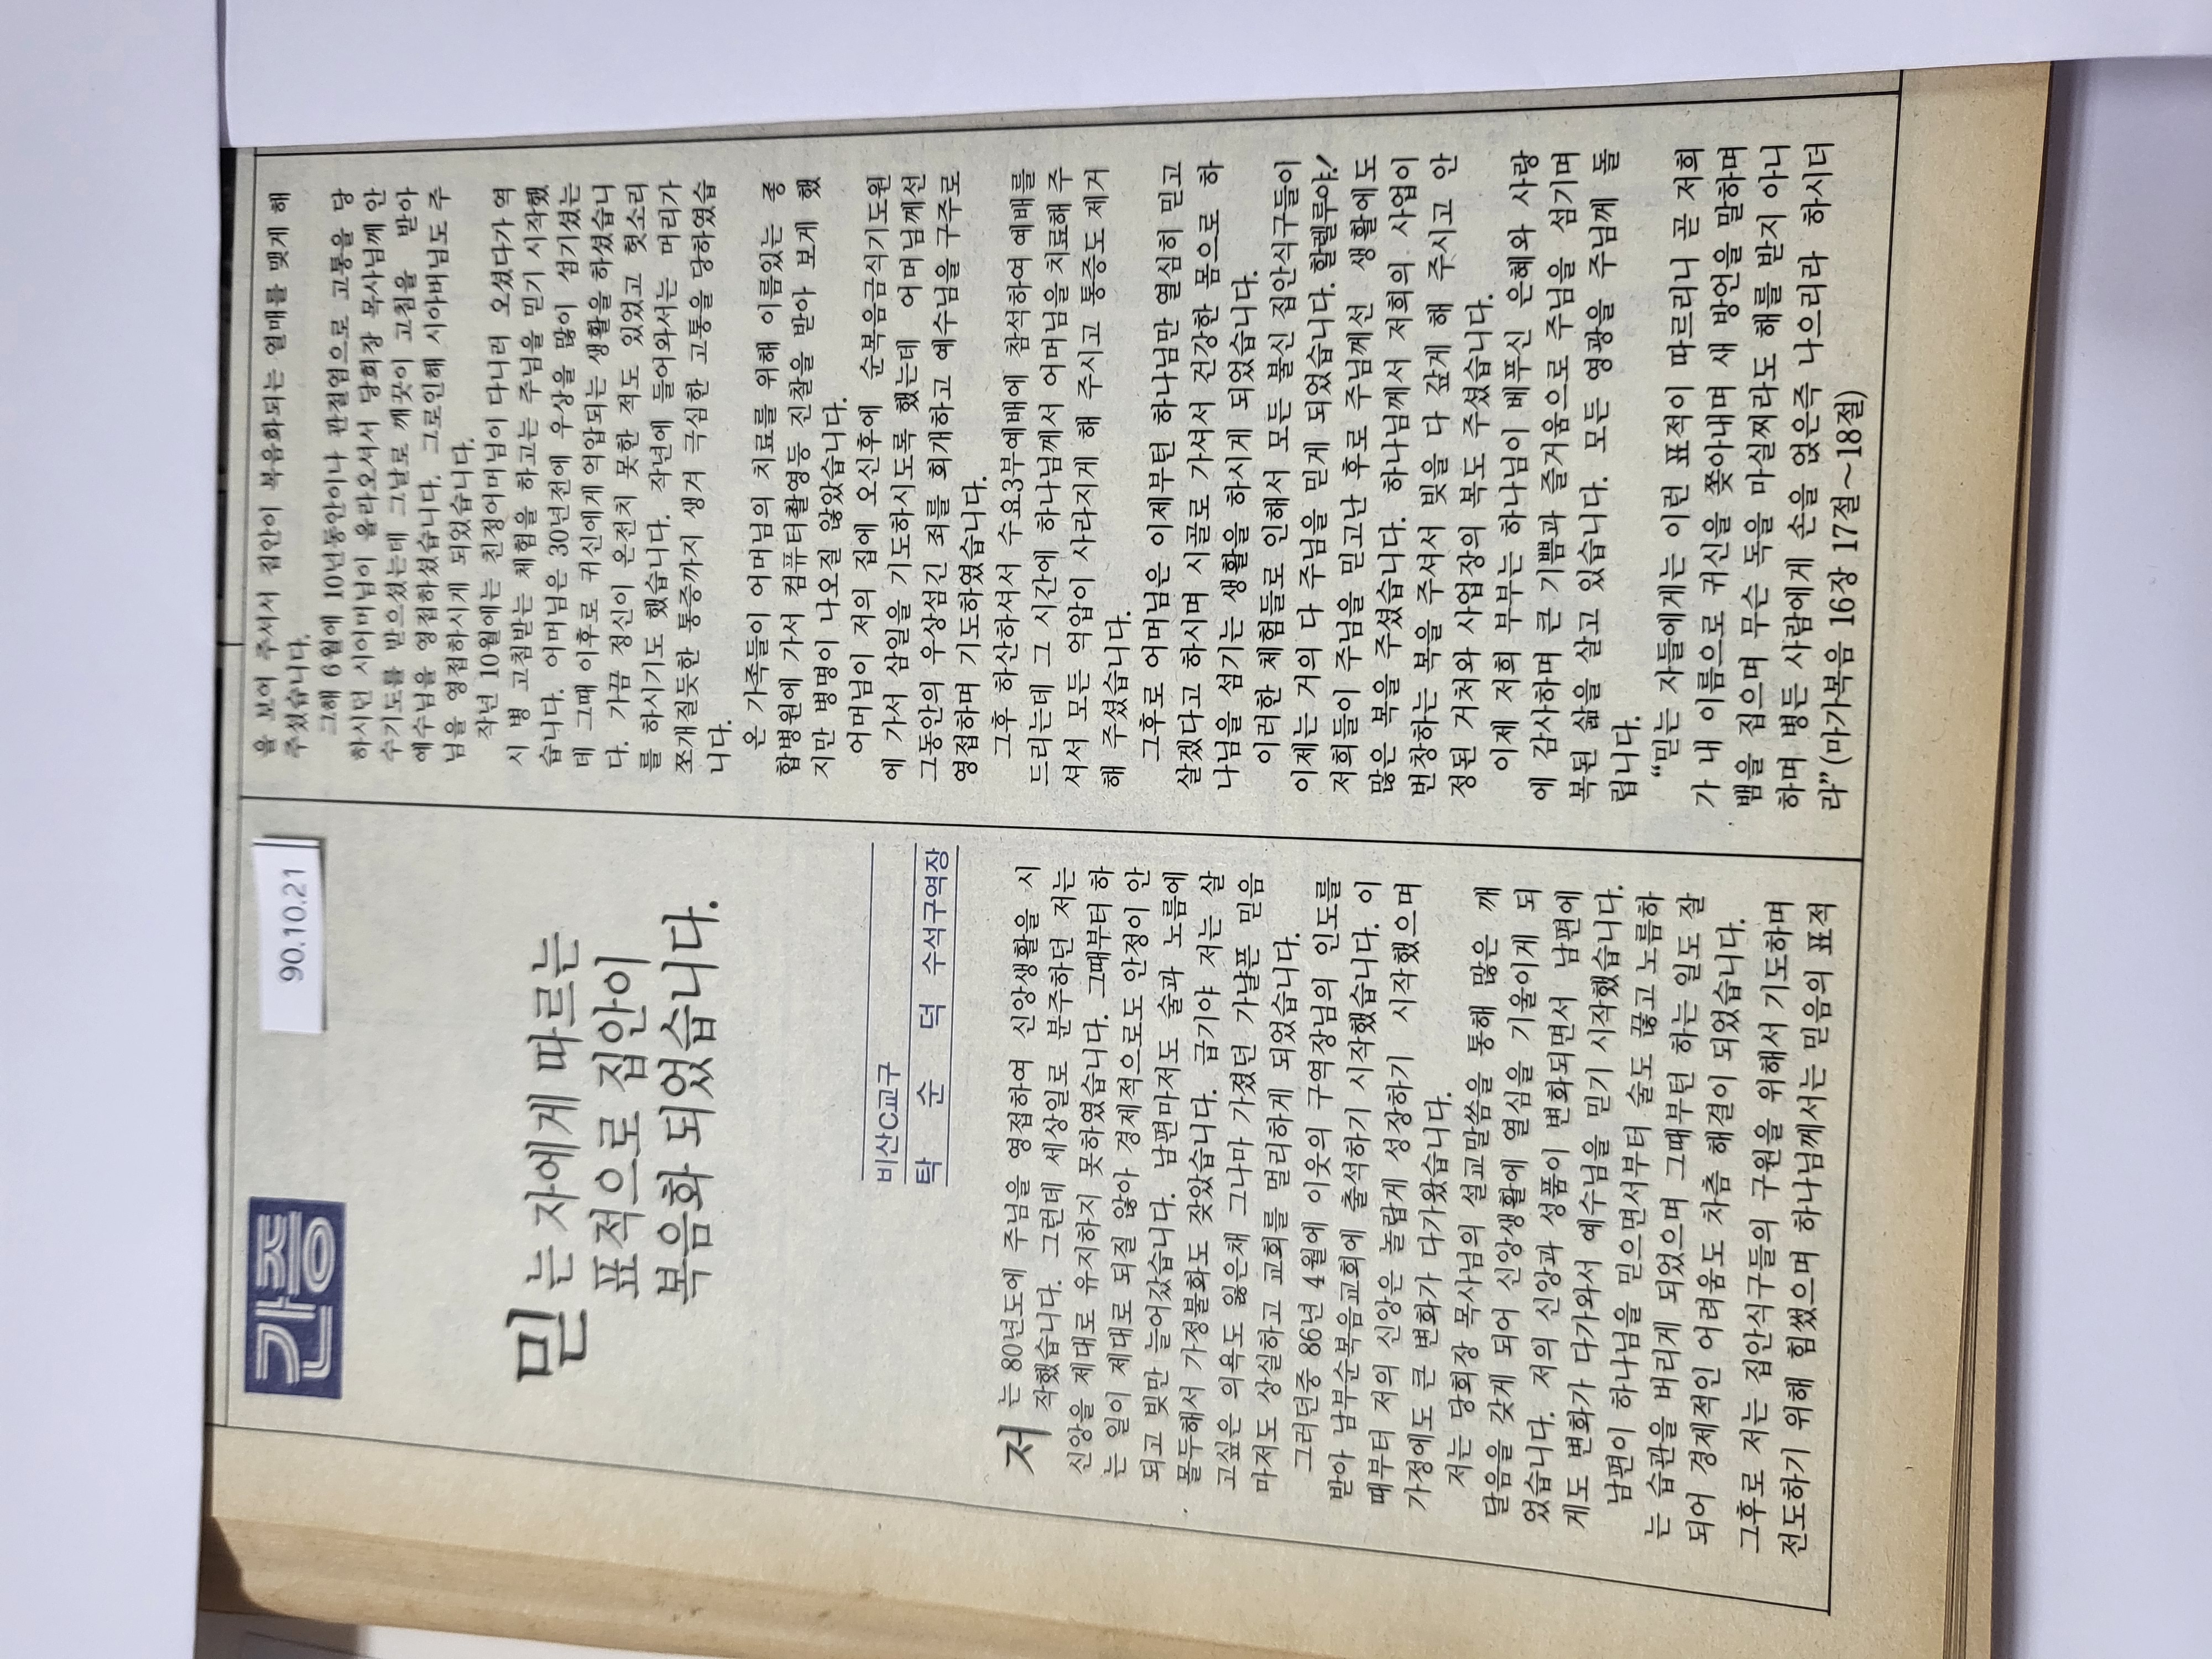 간증
90.10.21
믿는 자에게 따르는
표적으로 집안이
복음화 되었습니다.
비산C교구
탁 순 덕 수석구역장
저는 80년도에 주님을 영접하여 신앙생활을 시
작했습니다. 그런데 세상일로 분주하던 저는
신앙을 제대로 유지하지 못하였습니다. 그때부터 하
는 일이 제대로 되질 않아 경제적으로도 안정이 안
되고 빚만 늘어갔습니다. 남편마저도 술과 노름에
몰두해서 가정불화도 잦았습니다. 급기야 저는 살
고싶은 의욕도 잃은채 그나마 가졌던 가냘픈 믿음
마저도 상실하고 교회를 멀리하게 되었습니다.
그러던중 86년 4월에 이웃의 구역장님의 인도를
받아 남부순복음교회에 출석하기 시작했습니다. 이
때부터 저의 신앙은 놀랍게 성장하기 시작했으며
가정에도 큰 변화가 다가왔습니다.
저는 당회장 목사님의 설교말씀을 통해 많은 깨
달음을 갖게 되어 신앙생활에 열심을 기울이게 되
었습니다. 저의 신앙과 성품이 변화되면서 남편에
게도 변화가 다가와서 예수님을 믿기 시작했습니다.
남편이 하나님을 믿으면서부터 술도 끊고 노름하
는 습관을 버리게 되었으며 그때부턴 하는 일도 잘
되어 경제적인 어려움도 차츰 해결이 되었습니다.
그후로 저는 집안식구들의 구원을 위해서 기도하며
전도하기 위해 힘썼으며 하나님께서는 믿음의 표적
을 보여 주셔서 집안이 복음화되는 열매를 맺게 해
주셨습니다.
그해 6월에 10년동안이나 관절염으로 고통을 당
하시던 시어머님이 올라오셔서 당회장 목사님께 안
수기도를 받으셨는데 그날로 깨끗이 고침을 받아
예수님을 영접하셨습니다. 그로인해 시아버님도 주
님을 영접하시게 되었습니다.
작년 10월에는 친정어머님이 다니러 오셨다가 역
시 병 고침받는 체험을 하고는 주님을 믿기 시작했
습니다. 어머님은 30년전에 우상을 많이 섬기셨는
데 그때 이후로 귀신에게 억압되는 생활을 하셨습니
다. 가끔 정신이 온전치 못한 적도 있었고 헛소리
를 하시기도 했습니다. 작년에 들어와서는 머리가
쪼개질듯한 통증까지 생겨 극심한 고통을 당하였습
니다.
온 가족들이 어머님의 치료를 위해 이름있는 종
합병원에 가서 컴퓨터촬영등 진찰을 받아 보게 했
지만 병명이 나오질 않았습니다.
어머님이 저의 집에 오신후에 순복음금식기도원
에 가서 삼일을 기도하시도록 했는데 어머님께선
그동안의 우상섬긴 죄를 회개하고 예수님을 구주로
영접하며 기도하였습니다.
그후 하산하셔서 수요3부예배에 참석하여 예배를
드리는데 그 시간에 하나님께서 어머님을 치료해 주
셔서 모든 억압이 사라지게 해 주시고 통증도 제거
해 주셨습니다.
그후로 어머님은 이제부턴 하나님만 열심히 믿고
살겠다고 하시며 시골로 가셔서 건강한 몸으로 하
나님을 섬기는 생활을 하시게 되었습니다.
이러한 체험들로 인해서 모든 불신 집안식구들이
이제는 거의 다 주님을 믿게 되었습니다. 할렐루야!
저희들이 주님을 믿고난 후로 주님께선 생활에도
많은 복을 주셨습니다. 하나님께서 저희의 사업이
번창하는 복을 주셔서 빚을 다 갚게 해 주시고 안
정된 거처와 사업장의 복도 주셨습니다.
이제 저희 부부는 하나님이 베푸신 은혜와 사랑
에 감사하며 큰 기쁨과 즐거움으로 주님을 섬기며
복된 삶을 살고 있습니다. 모든 영광을 주님께 돌
립니다.
“믿는 자들에게는 이런 표적이 따르리니 곧 저희
가 내 이름으로 귀신을 쫓아내며 새 방언을 말하며
뱀을 집으며 무슨 독을 마실찌라도 해를 받지 아니
하며 병든 사람에게 손을 얹은즉 나으리라 하시더
라”(마가복음 16장 17절~18절)